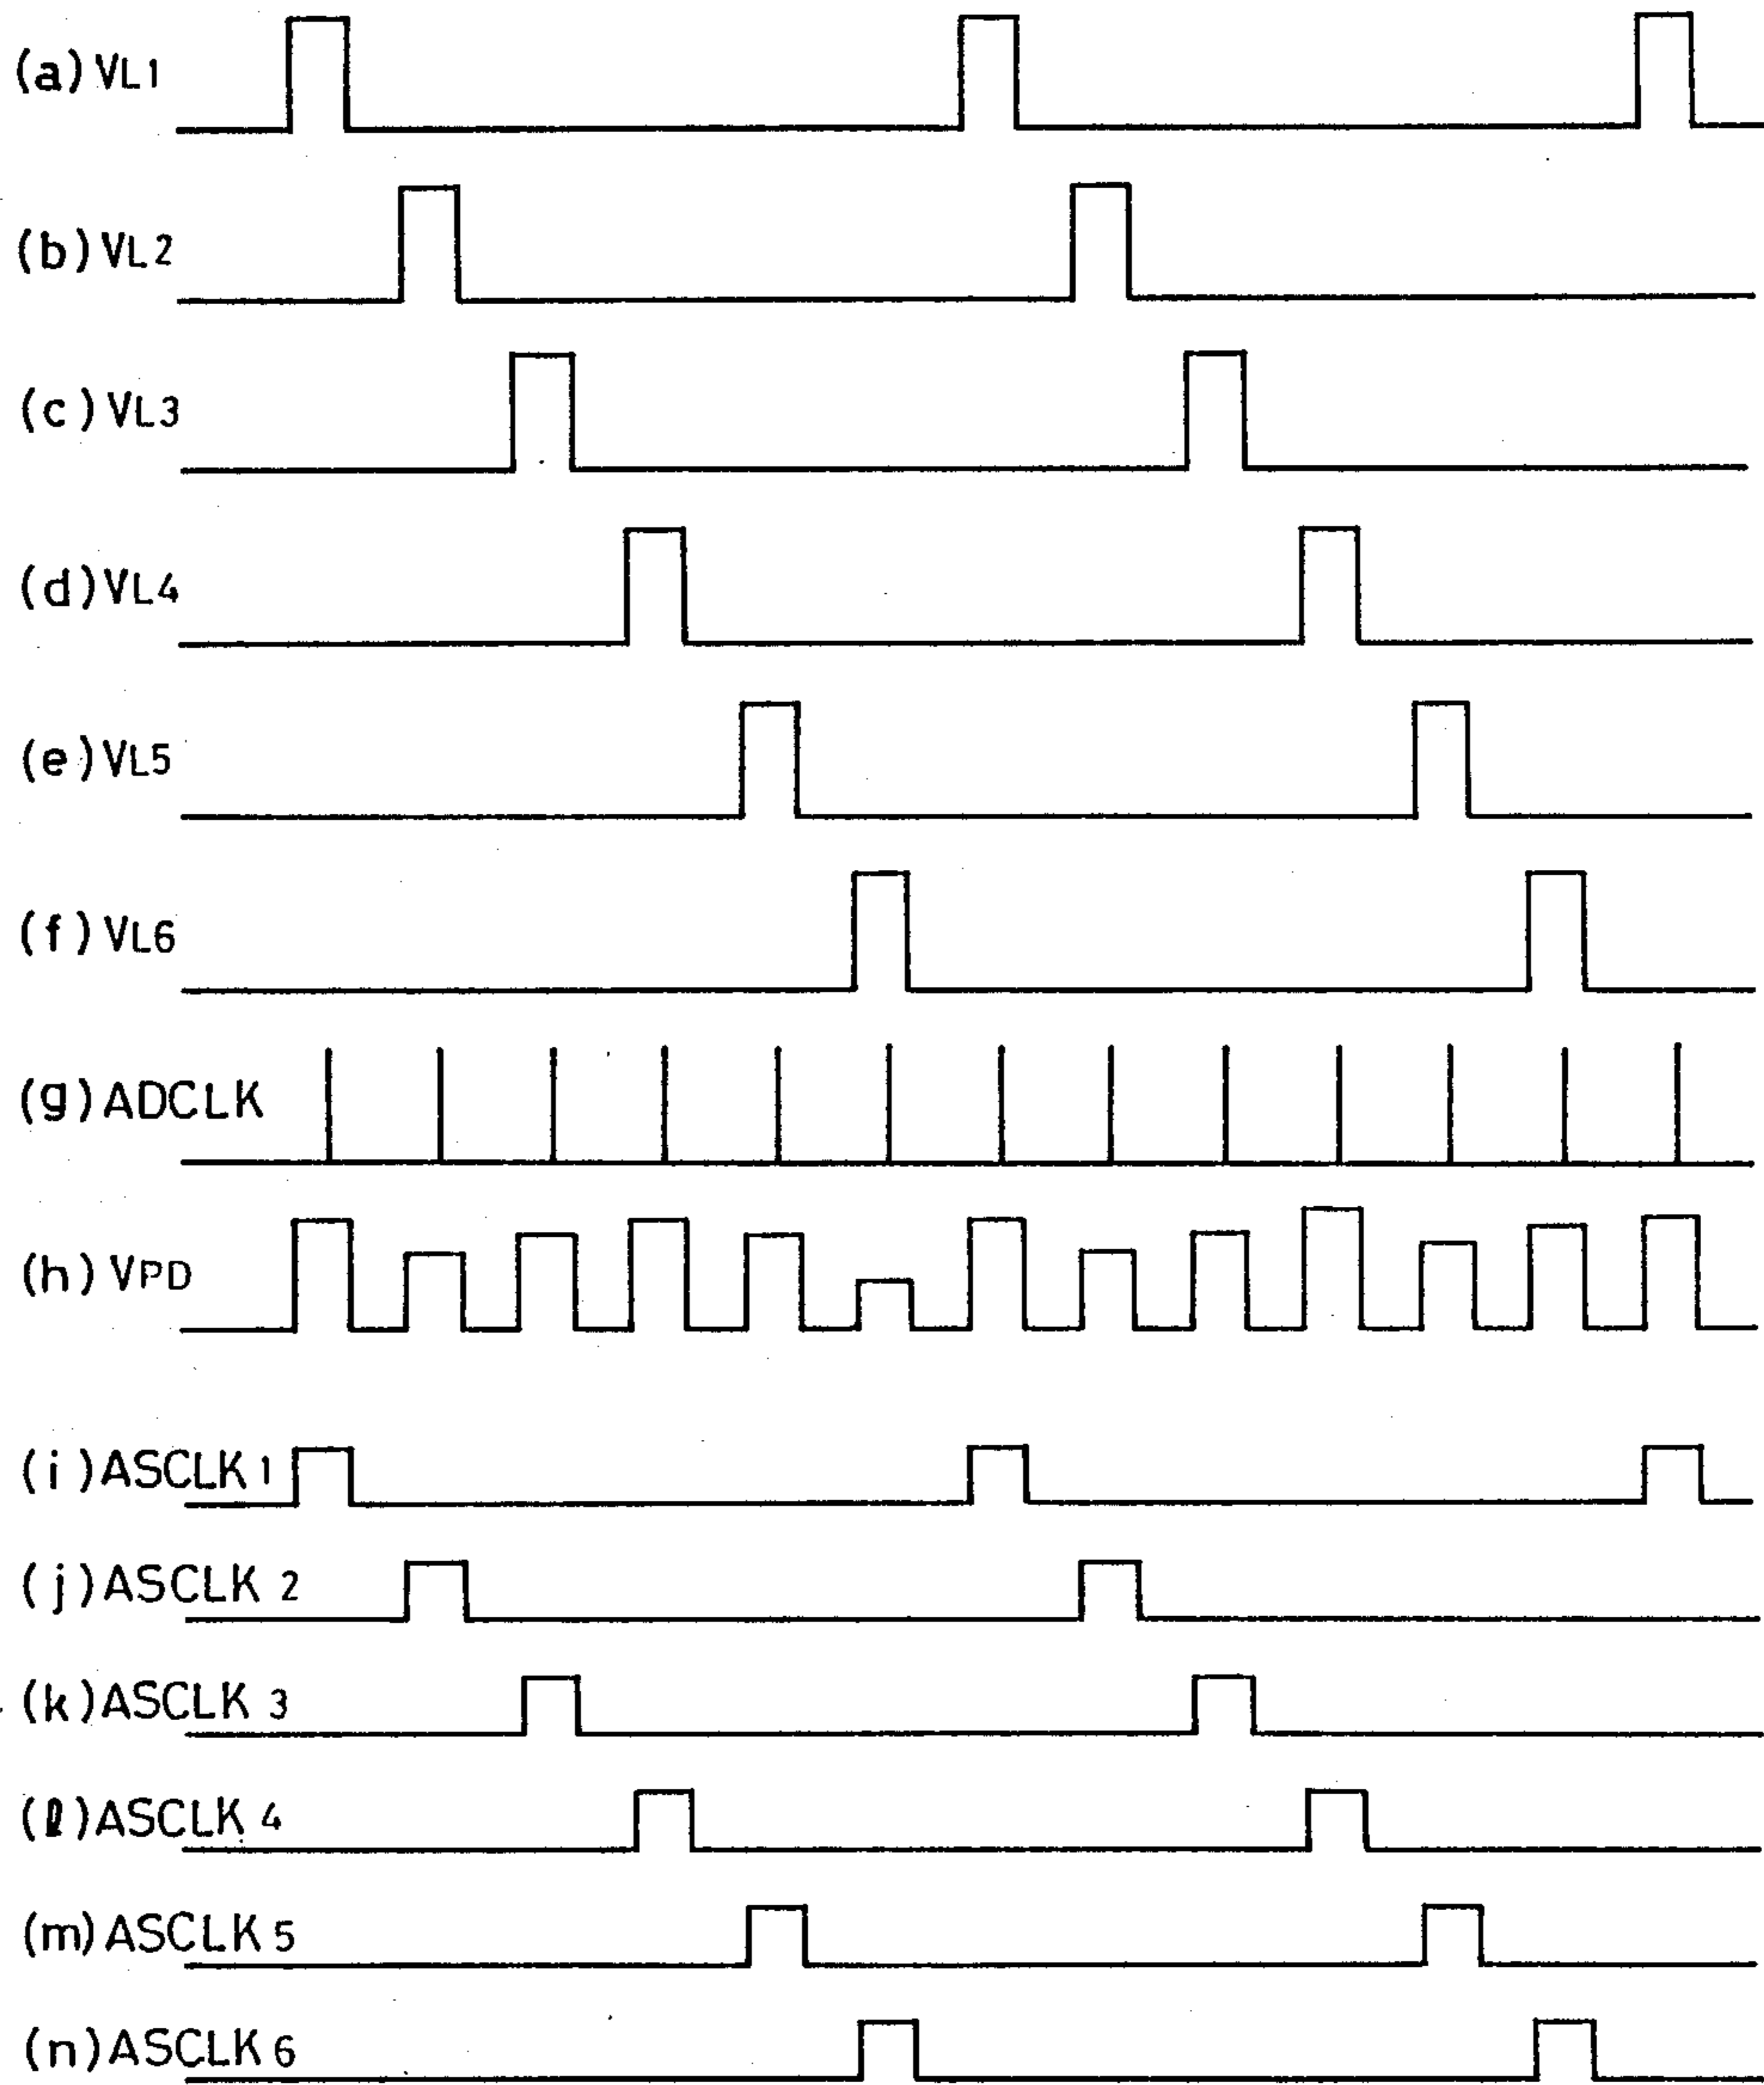 (a) VL1
(b) VL2
(c) VL3
(d) VL4
(e) VL5
(f) VL6
(g) ADCLK
(h) VPD
(i) ASCLK 1
(j) ASCLK 2
(k) ASCLK 3
(l) ASCLK 4
(m) ASCLK 5
(n) ASCLK 6